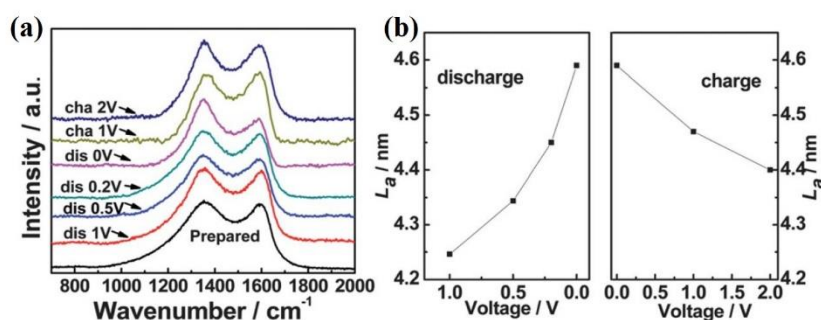 (a)
Intensity / a.u.
cha 2V
cha 1V
dis 0V
dis 0.2V
dis 0.5V
dis 1V
Prepared
800 1200 1400 1600 1800 2000
Wavenumber / cm⁻¹
(b)
4.6
4.5
4.4
4.3
4.2
La / nm
discharge
1.0 0.5 0.0
Voltage / V
charge
0.0 0.5 1.0 1.5 2.0
Voltage / V
4.6
4.5
4.4
4.3
4.2
La / nm